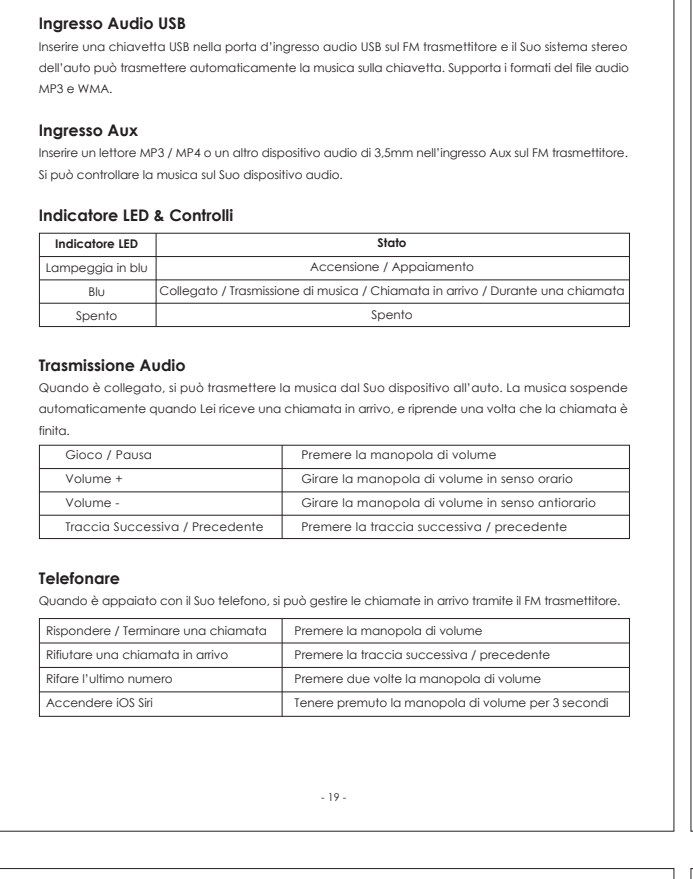 Ingresso Audio USB
Inserire una chiavetta USB nella porta d'ingresso audio USB sul FM trasmettitore e il Suo sistema stereo
dell'auto può trasmettere automaticamente la musica sulla chiavetta. Supporta i formati del file audio
MP3 e WMA.
Ingresso Aux
Inserire un lettore MP3 / MP4 o un altro dispositivo audio di 3,5mm nell'ingresso Aux sul FM trasmettitore.
Si può controllare la musica sul Suo dispositivo audio.
Indicatore LED & Controlli
Indicatore LED Stato
Lampeggia in blu Accensione / Appaiamento
Blu Collegato / Trasmissione di musica / Chiamata in arrivo / Durante una chiamata
Spento Spento
Trasmissione Audio
Quando è collegato, si può trasmettere la musica dal Suo dispositivo all'auto. La musica sospende
automaticamente quando Lei riceve una chiamata in arrivo, e riprende una volta che la chiamata è
finita.
Gioco / Pausa Premere la manopola di volume
Volume + Girare la manopola di volume in senso orario
Volume - Girare la manopola di volume in senso antiorario
Traccia Successiva / Precedente Premere la traccia successiva / precedente
Telefonare
Quando è appaiato con il Suo telefono, si può gestire le chiamate in arrivo tramite il FM trasmettitore.
Rispondere / Terminare una chiamata Premere la manopola di volume
Rifiutare una chiamata in arrivo Premere la traccia successiva / precedente
Rifare l'ultimo numero Premere due volte la manopola di volume
Accendere iOS Siri Tenere premuto la manopola di volume per 3 secondi
- 19 -